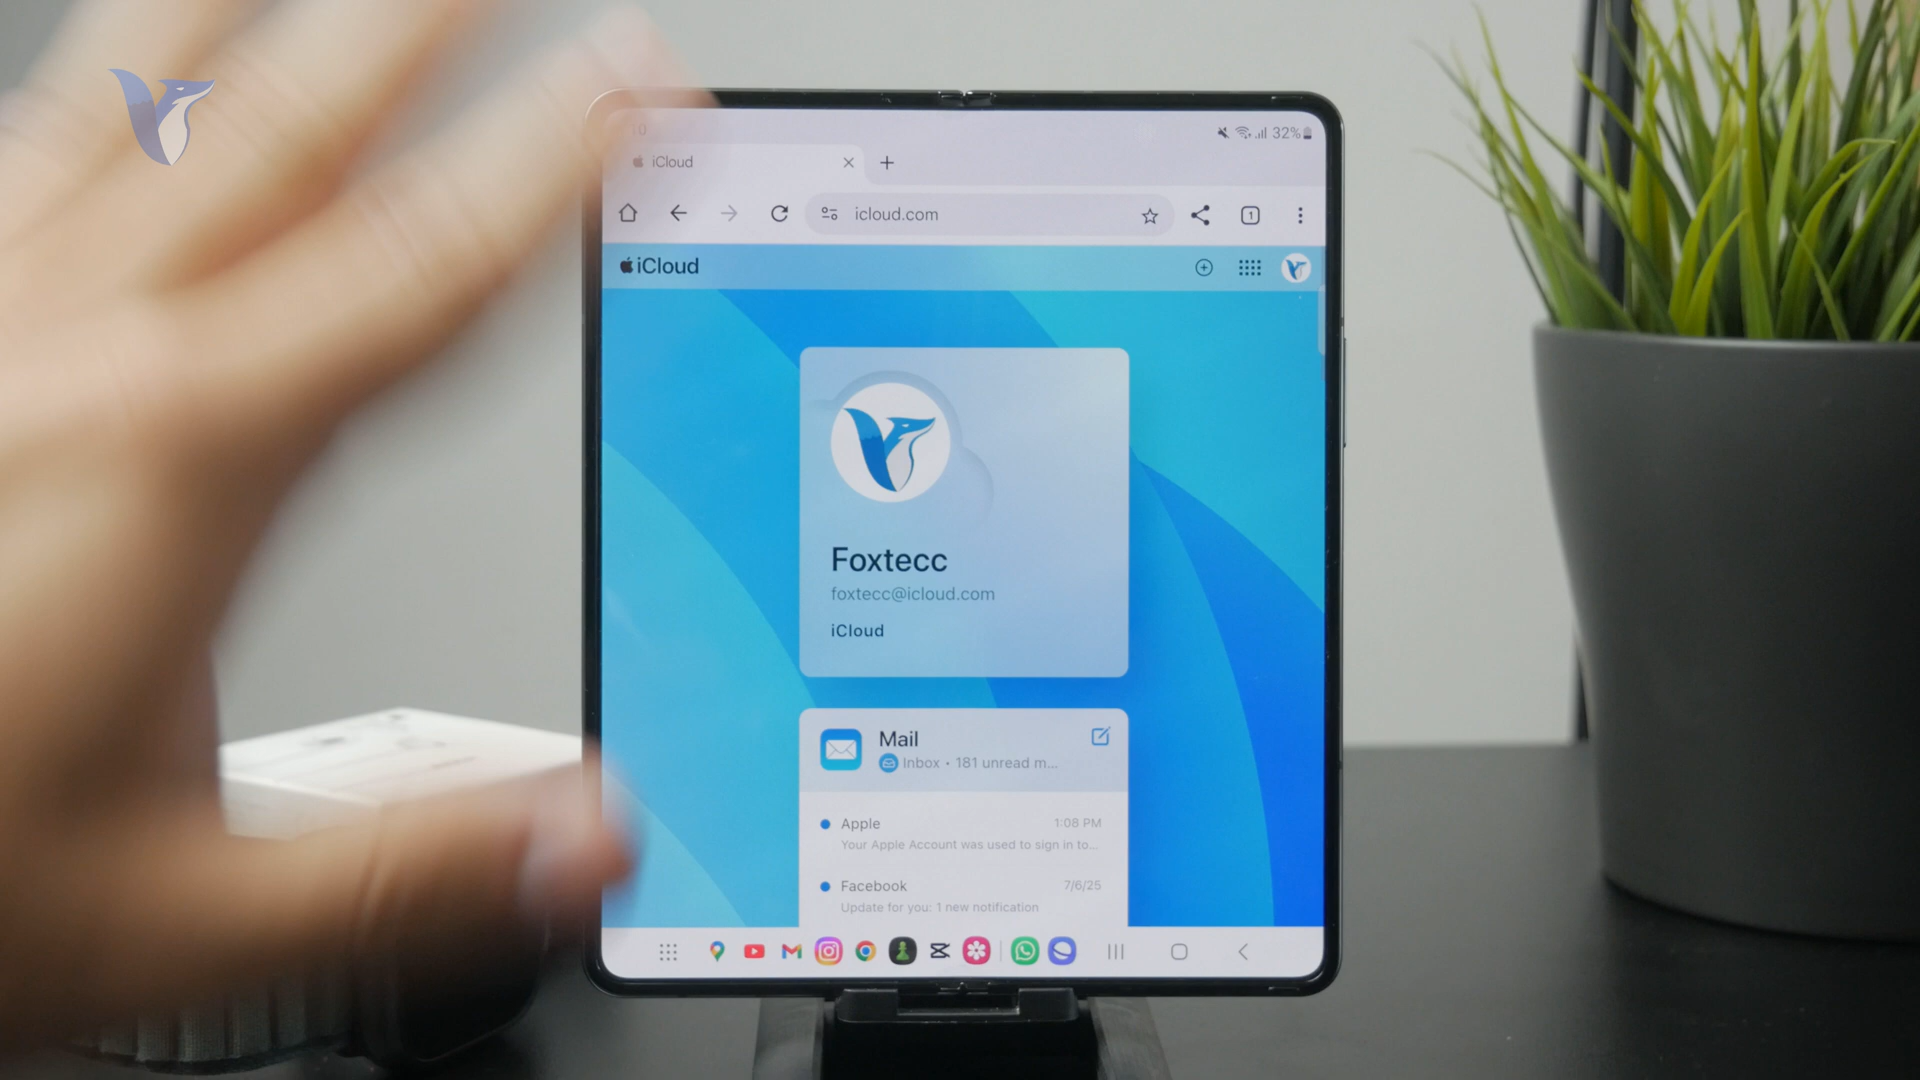 32%
iCloud
icloud.com
1
iCloud
Foxtecc
foxtecc@icloud.com
iCloud
Mail
Inbox • 181 unread m...
Apple 1:08 PM
Your Apple Account was used to sign in to...
Facebook 7/6/25
Update for you: 1 new notification